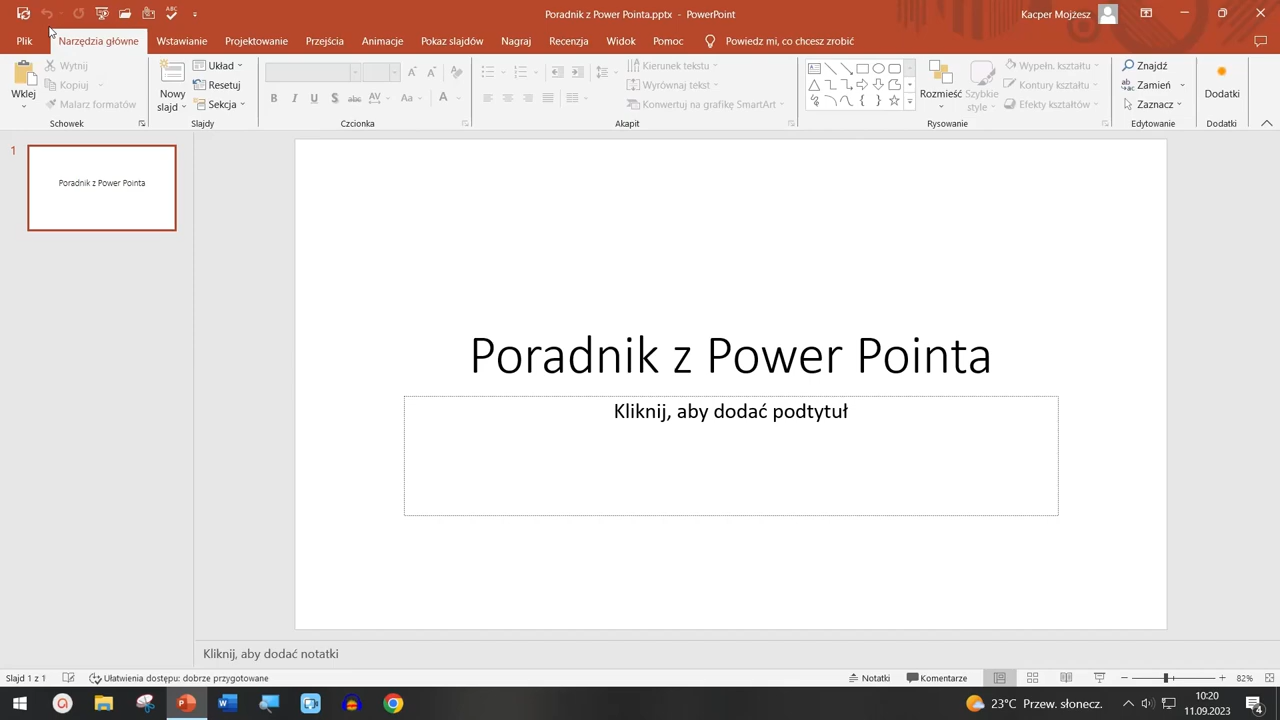 Poradnik z Power Pointa.pptx - PowerPoint
Kacper Mojżesz
Plik Narzędzia główne Wstawianie Projektowanie Przejścia Animacje Pokaz slajdów Nagraj Recenzja Widok Pomoc Powiedz mi, co chcesz zrobić
Wklej
Wytnij
Kopiuj
Malarz formatów
Schowek
Nowy
slajd
Układ
Resetuj
Sekcja
Slajdy
B I U S abc AV Aa A
Czcionka
Kierunek tekstu
Wyrównaj tekst
Konwertuj na grafikę SmartArt
Akapit
Rozmieść
Szybkie
style
Wypełn. kształtu
Kontury kształtu
Efekty kształtów
Rysowanie
Znajdź
Zamień
Zaznacz
Edytowanie
Dodatki
Dodatki
1
Poradnik z Power Pointa
Poradnik z Power Pointa
Kliknij, aby dodać podtytuł
Kliknij, aby dodać notatki
Slajd 1 z 1 Ułatwienia dostępu: dobrze przygotowane Notatki Komentarze 82%
23°C Przew. słonecz.
10:20
11.09.2023
4